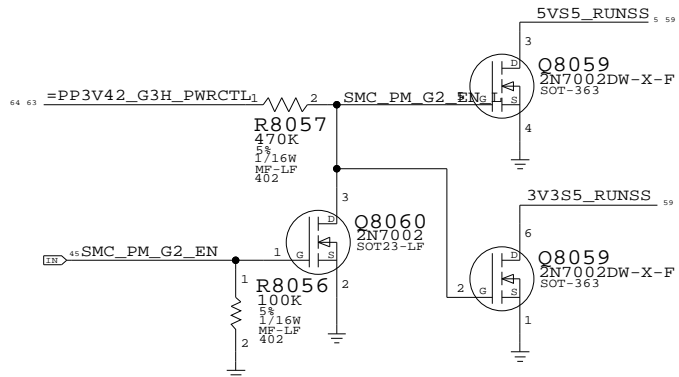 5VS5_RUNSS 5 59
3
D
Q8059
2N7002DW-X-F
SOT-363
64 63 =PP3V42_G3H_PWRCTL 1 2 SMC_PM_G2_EN_L
5 G S
R8057
470K
5%
1/16W
MF-LF
402
4
3
3V3S5_RUNSS 59
D
Q8060
2N7002
SOT23-LF
6
IN 45 SMC_PM_G2_EN 1 G S
D
Q8059
2N7002DW-X-F
SOT-363
2 G S
1
R8056
100K
5%
1/16W
MF-LF
402
2
2
1